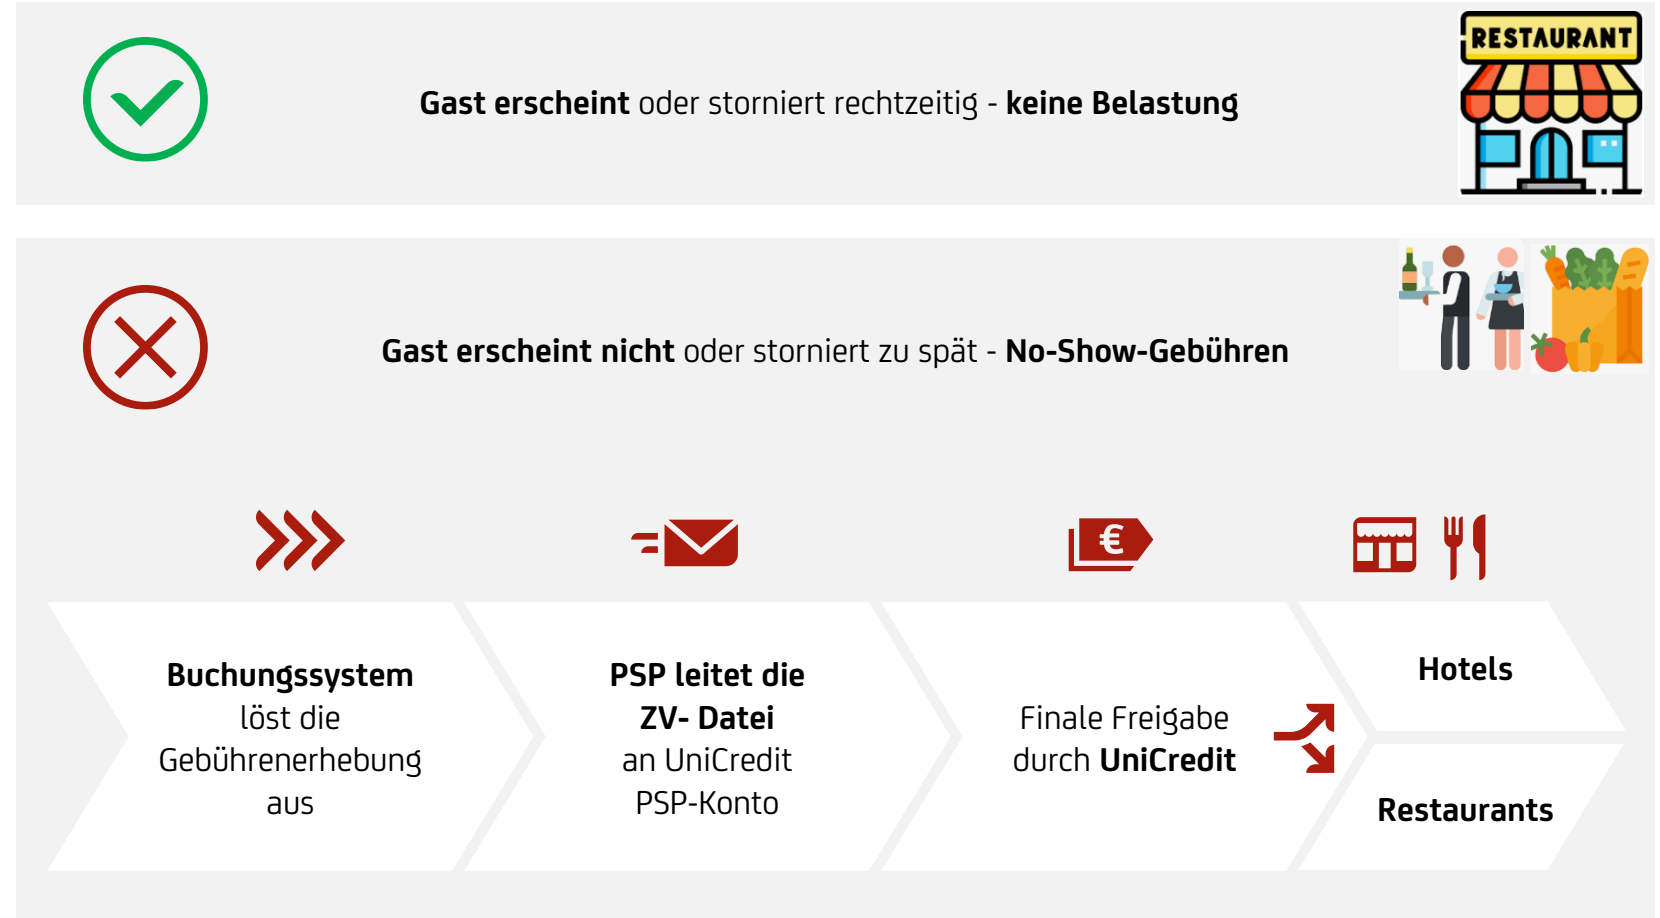 RESTAURANT
Gast erscheint oder storniert rechtzeitig - keine Belastung
Gast erscheint nicht oder storniert zu spät - No-Show-Gebühren
€
Buchungssystem
löst die
Gebührenerhebung
aus
PSP leitet die
ZV- Datei
an UniCredit
PSP-Konto
Finale Freigabe
durch UniCredit
Hotels
Restaurants